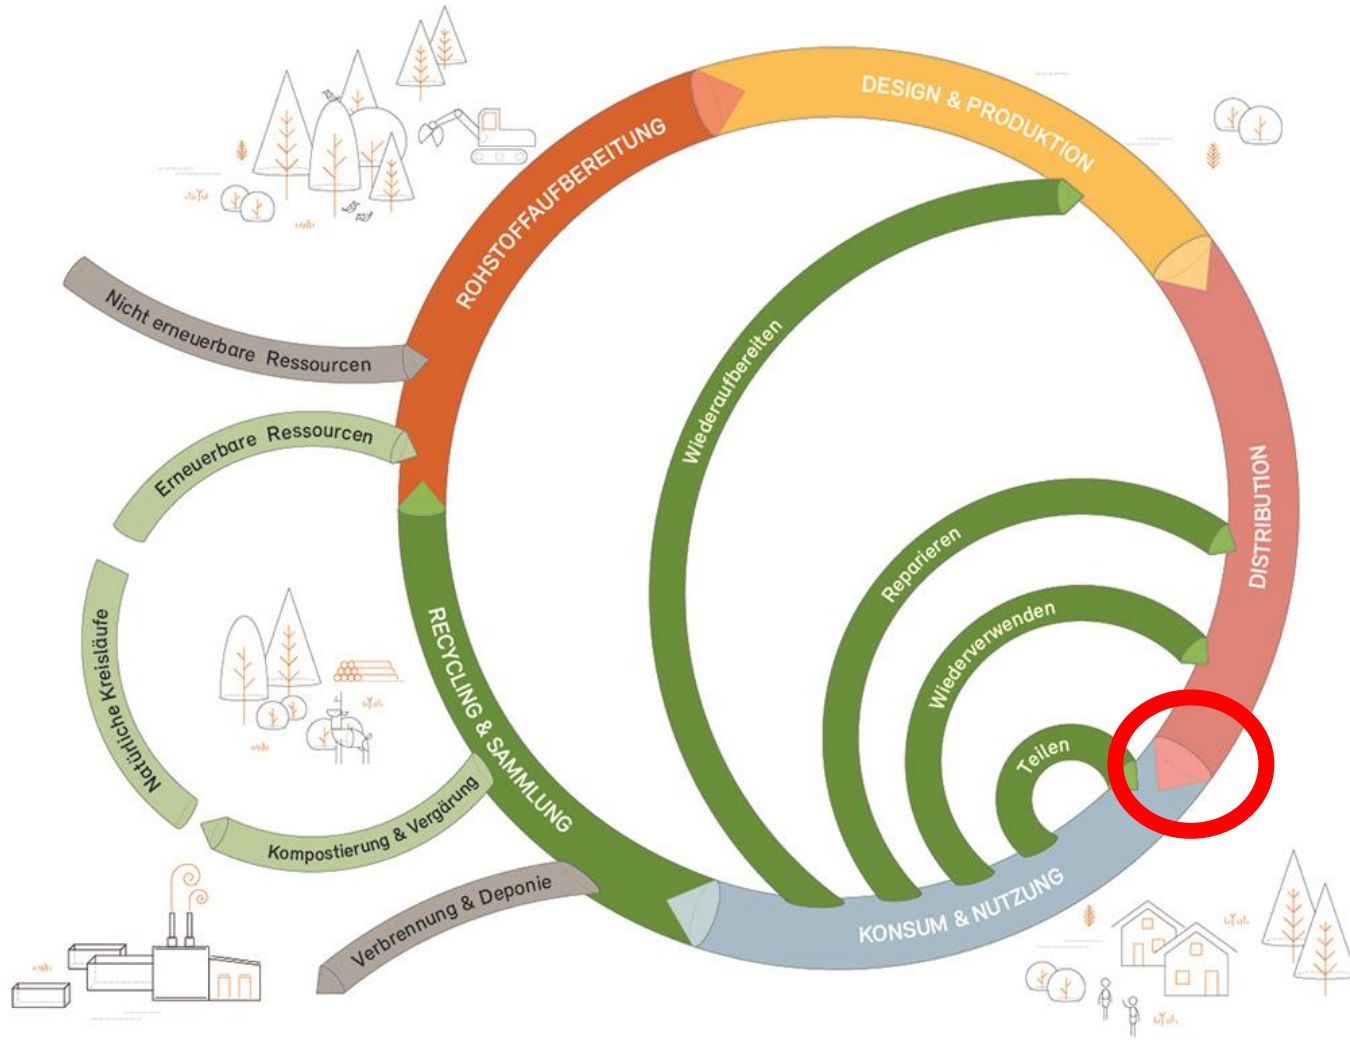 DESIGN & PRODUKTION
ROHSTOFFAUFBEREITUNG
Nicht erneuerbare Ressourcen
Wiederaufbereiten
Erneuerbare Ressourcen
DISTRIBUTION
Reparieren
Wiederverwenden
Natürliche Kreisläufe
RECYCLING & SAMMLUNG
Teilen
Kompostierung & Vergärung
KONSUM & NUTZUNG
Verbrennung & Deponie